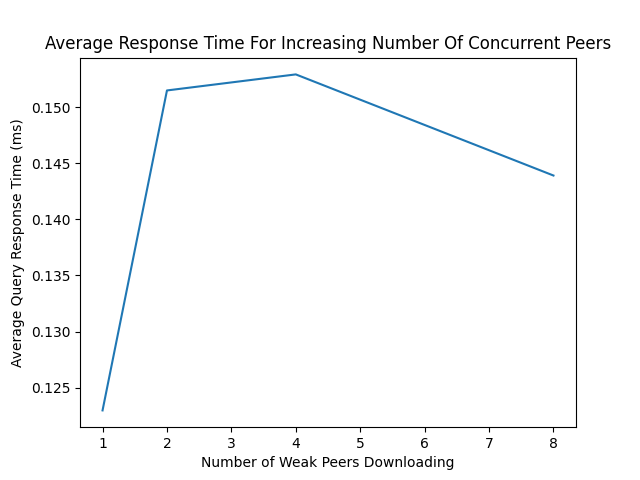 Average Response Time For Increasing Number Of Concurrent Peers
0.150
0.145
0.140
0.135
0.130
0.125
Average Query Response Time (ms)
1 2 3 4 5 6 7 8
Number of Weak Peers Downloading